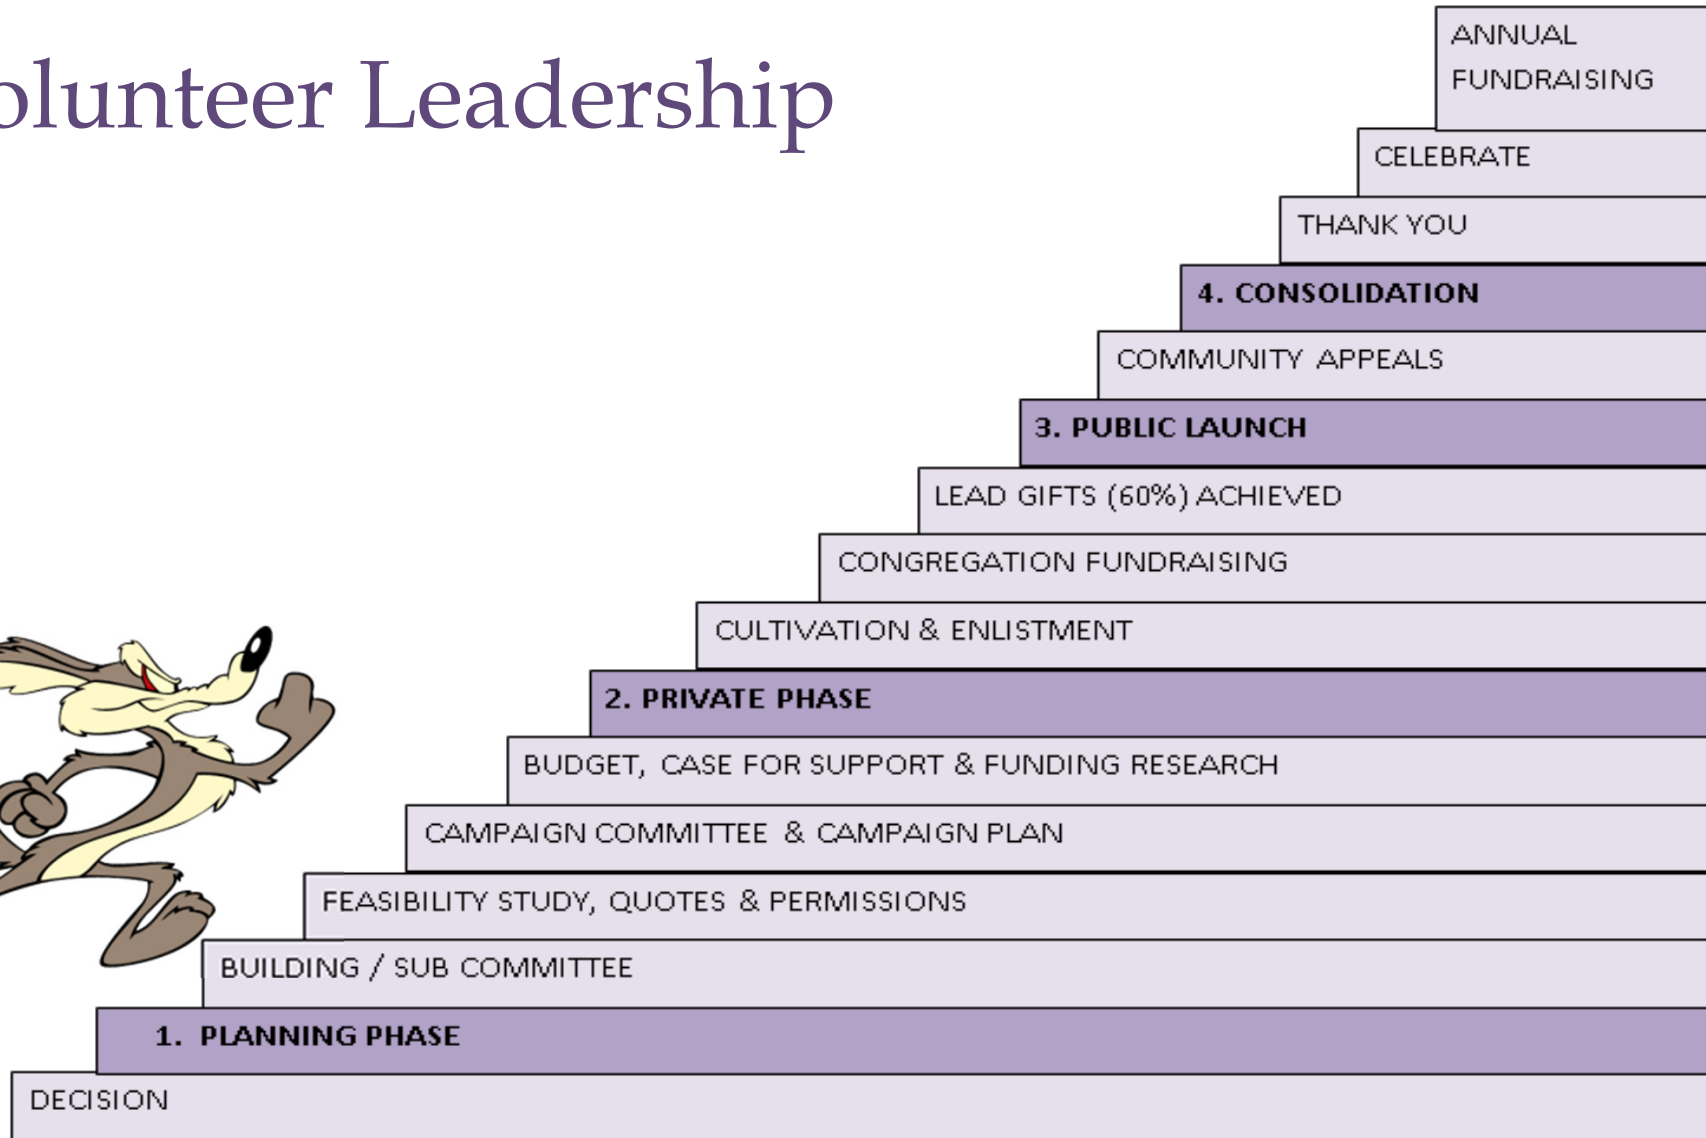 olunteer Leadership
ANNUAL
FUNDRAISING
CELEBRATE
THANK YOU
4. CONSOLIDATION
COMMUNITY APPEALS
3. PUBLIC LAUNCH
LEAD GIFTS (60%) ACHIEVED
CONGREGATION FUNDRAISING
CULTIVATION & ENLISTMENT
2. PRIVATE PHASE
BUDGET, CASE FOR SUPPORT & FUNDING RESEARCH
CAMPAIGN COMMITTEE & CAMPAIGN PLAN
FEASIBILITY STUDY, QUOTES & PERMISSIONS
BUILDING / SUB COMMITTEE
1. PLANNING PHASE
DECISION